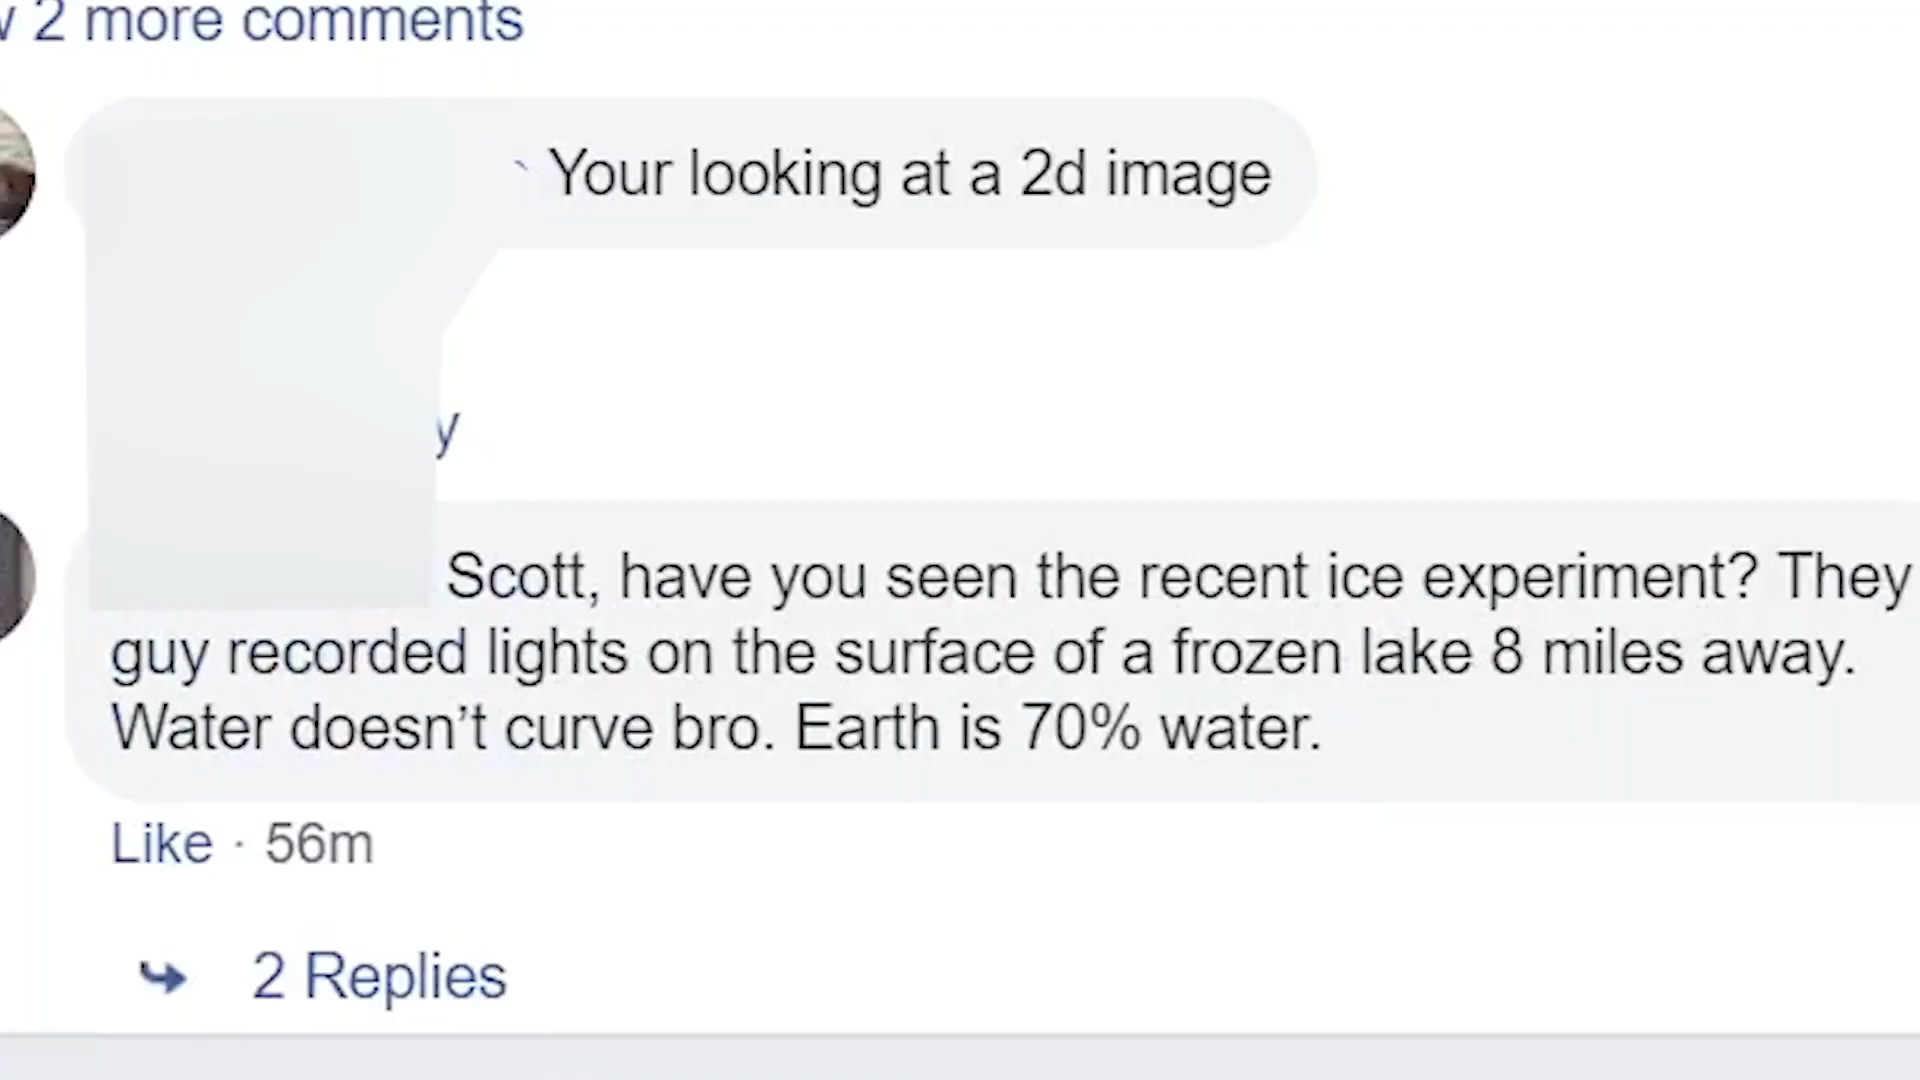 2 more comments
Your looking at a 2d image
y
Scott, have you seen the recent ice experiment? They
guy recorded lights on the surface of a frozen lake 8 miles away.
Water doesn't curve bro. Earth is 70% water.
Like · 56m
2 Replies